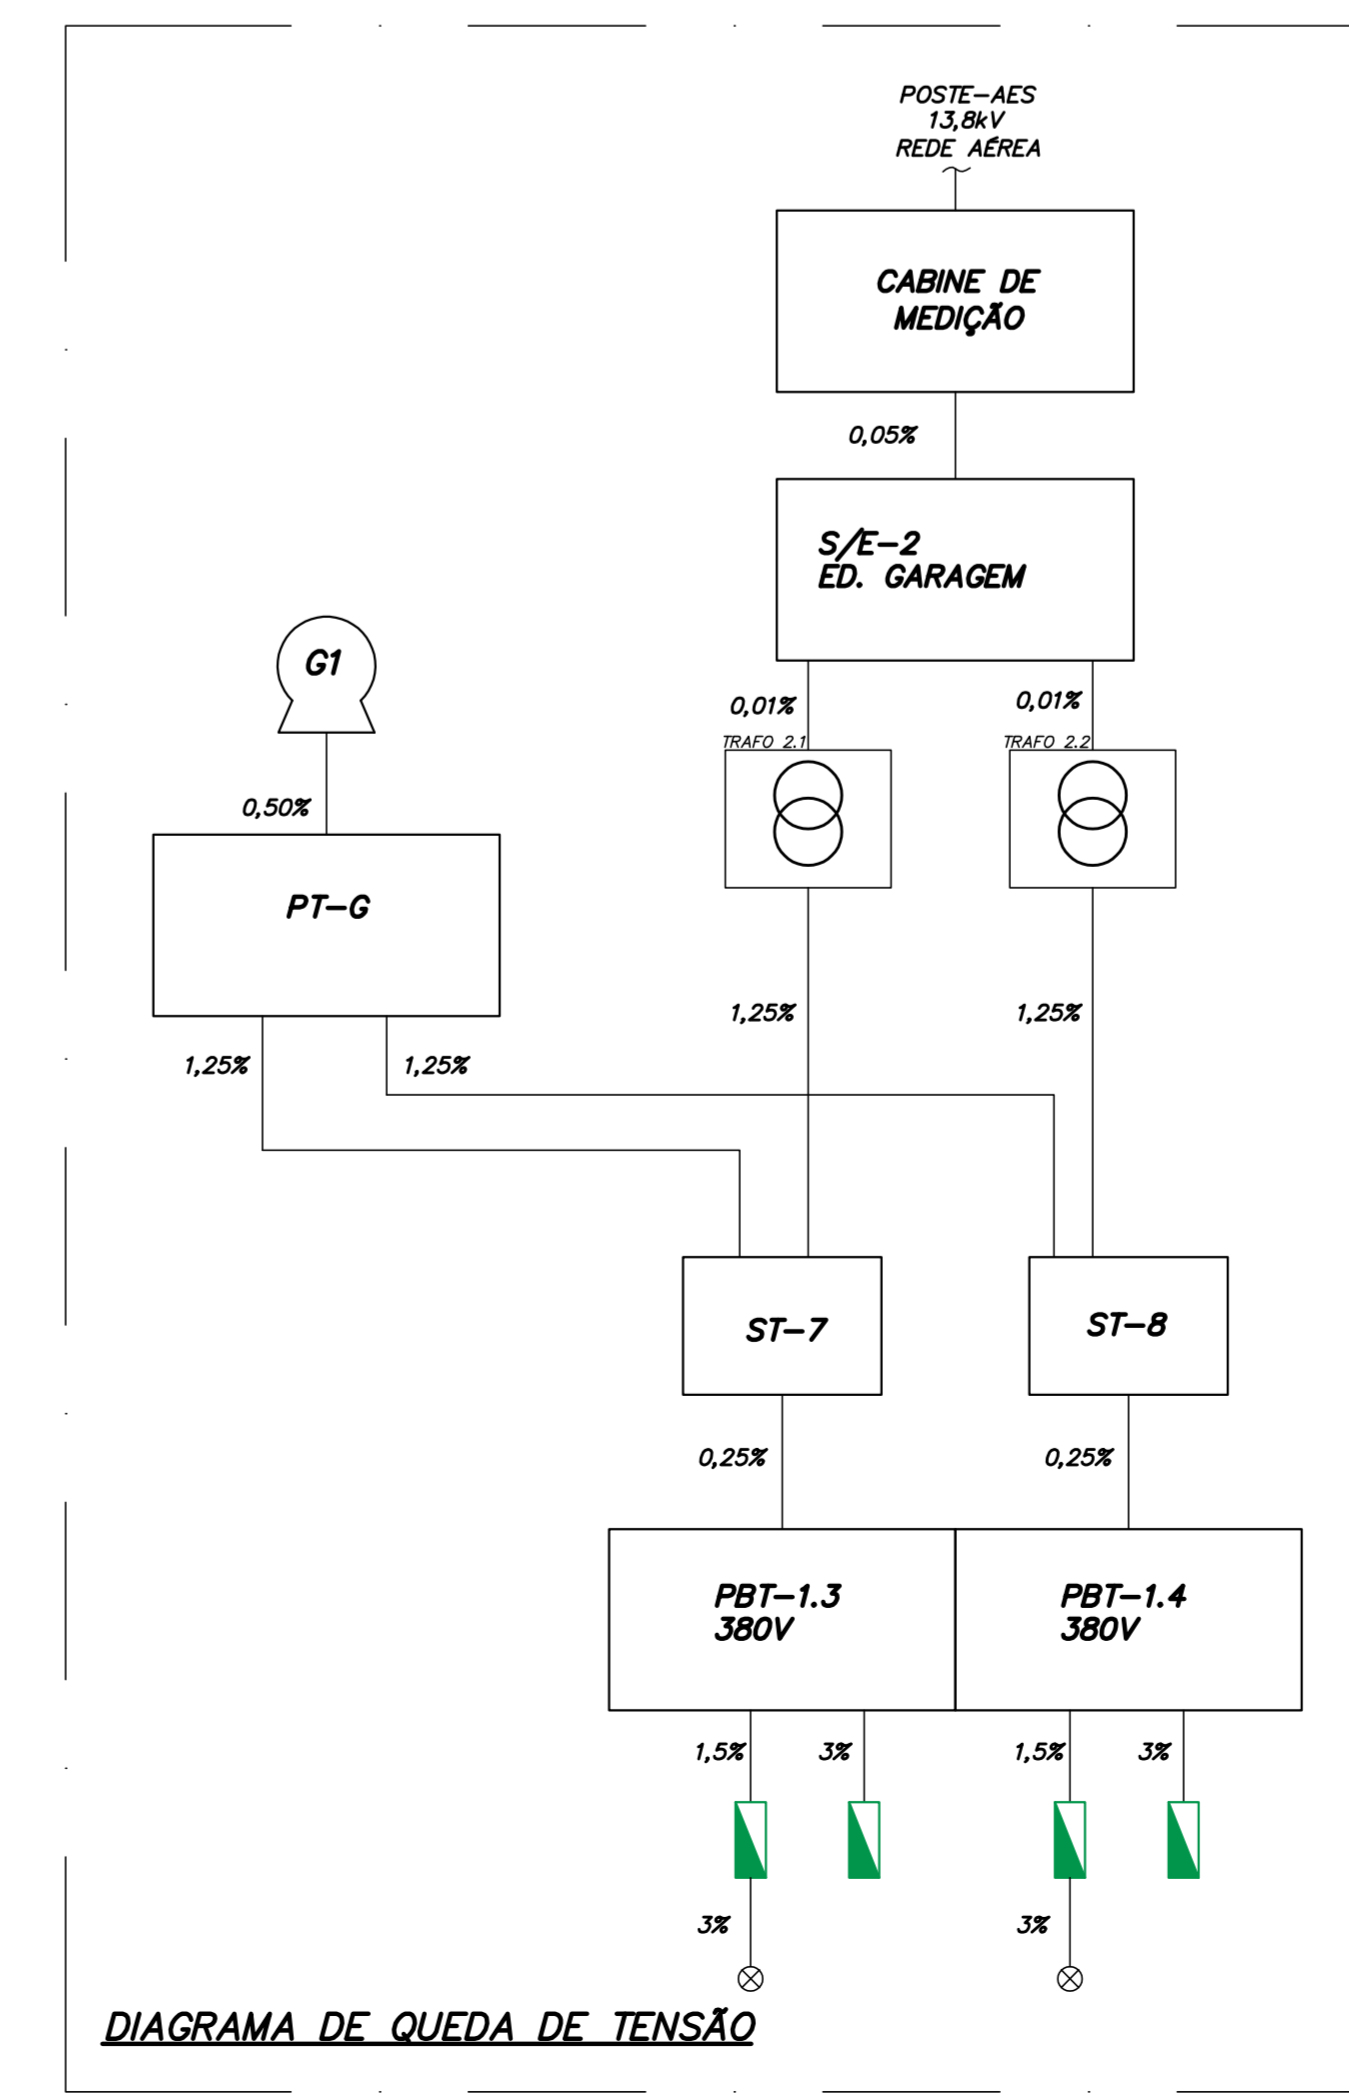 POSTE-AES
13,8kV
REDE AÉREA
CABINE DE
MEDIÇÃO
0,05%
S/E-2
ED. GARAGEM
G1
0,01%
0,01%
TRAFO 2.1
TRAFO 2.2
0,50%
PT-G
1,25%
1,25%
1,25%
1,25%
ST-7
ST-8
0,25%
0,25%
PBT-1.3
380V
PBT-1.4
380V
1,5%
3%
1,5%
3%
3%
3%
DIAGRAMA DE QUEDA DE TENSÃO